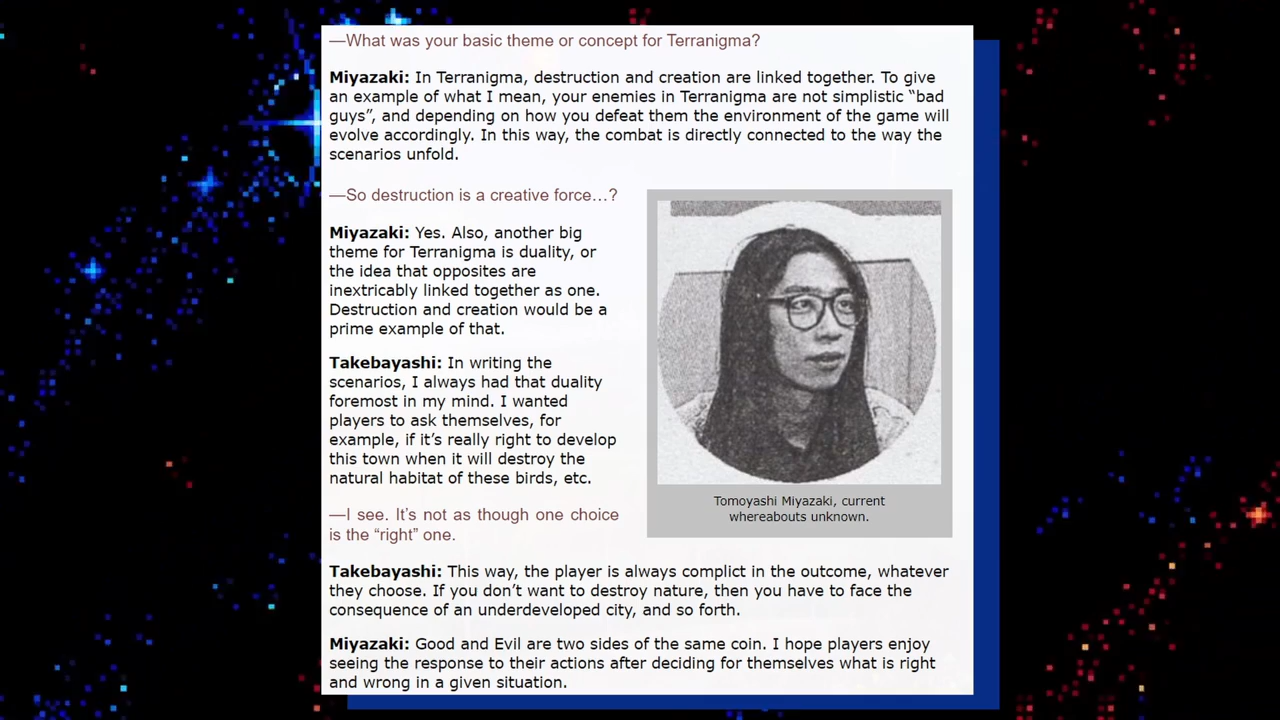 —What was your basic theme or concept for Terranigma?
Miyazaki: In Terranigma, destruction and creation are linked together. To give
an example of what I mean, your enemies in Terranigma are not simplistic “bad
guys”, and depending on how you defeat them the environment of the game will
evolve accordingly. In this way, the combat is directly connected to the way the
scenarios unfold.
—So destruction is a creative force…?
Miyazaki: Yes. Also, another big
theme for Terranigma is duality, or
the idea that opposites are
inextricably linked together as one.
Destruction and creation would be a
prime example of that.
Takebayashi: In writing the
scenarios, I always had that duality
foremost in my mind. I wanted
players to ask themselves, for
example, if it’s really right to develop
this town when it will destroy the
natural habitat of these birds, etc.
—I see. It’s not as though one choice
is the “right” one.
Tomoyashi Miyazaki, current
whereabouts unknown.
Takebayashi: This way, the player is always complict in the outcome, whatever
they choose. If you don’t want to destroy nature, then you have to face the
consequence of an underdeveloped city, and so forth.
Miyazaki: Good and Evil are two sides of the same coin. I hope players enjoy
seeing the response to their actions after deciding for themselves what is right
and wrong in a given situation.